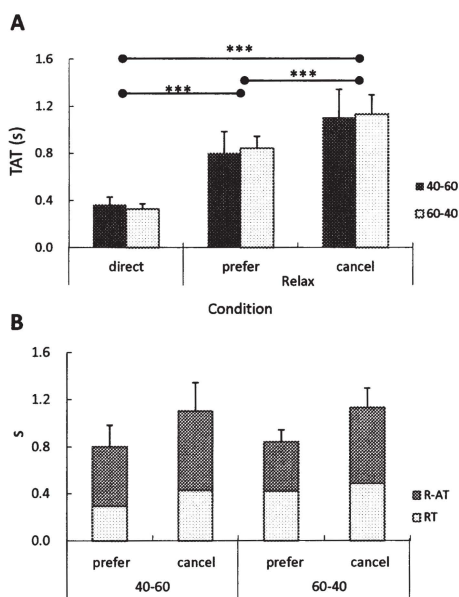 A
***
***
***
TAT (s)
1.6
1.2
0.8
0.4
0.0
direct
prefer
cancel
Relax
Condition
40-60
60-40
B
s
1.6
1.2
0.8
0.4
0.0
prefer
cancel
prefer
cancel
40-60
60-40
R-AT
RT